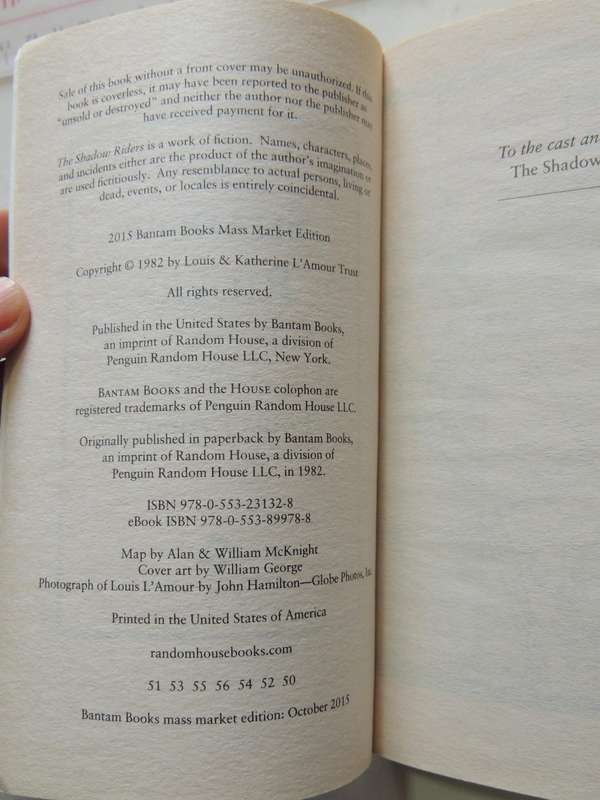 Sale of this book without a front cover may be unauthorized. If this
book is coverless, it may have been reported to the publisher as
"unsold or destroyed" and neither the author nor the publisher may
have received payment for it.
The Shadow Riders is a work of fiction. Names, characters, places,
and incidents either are the product of the author's imagination or
are used fictitiously. Any resemblance to actual persons, living or
dead, events, or locales is entirely coincidental.
2015 Bantam Books Mass Market Edition
Copyright © 1982 by Louis & Katherine L'Amour Trust
All rights reserved.
Published in the United States by Bantam Books,
an imprint of Random House, a division of
Penguin Random House LLC, New York.
BANTAM BOOKS and the HOUSE colophon are
registered trademarks of Penguin Random House LLC.
Originally published in paperback by Bantam Books,
an imprint of Random House, a division of
Penguin Random House LLC, in 1982.
ISBN 978-0-553-23132-8
eBook ISBN 978-0-553-89978-8
Map by Alan & William McKnight
Cover art by William George
Photograph of Louis L'Amour by John Hamilton—Globe Photos, Inc.
Printed in the United States of America
randomhousebooks.com
51 53 55 56 54 52 50
Bantam Books mass market edition: October 2015
To the cast an
The Shadow